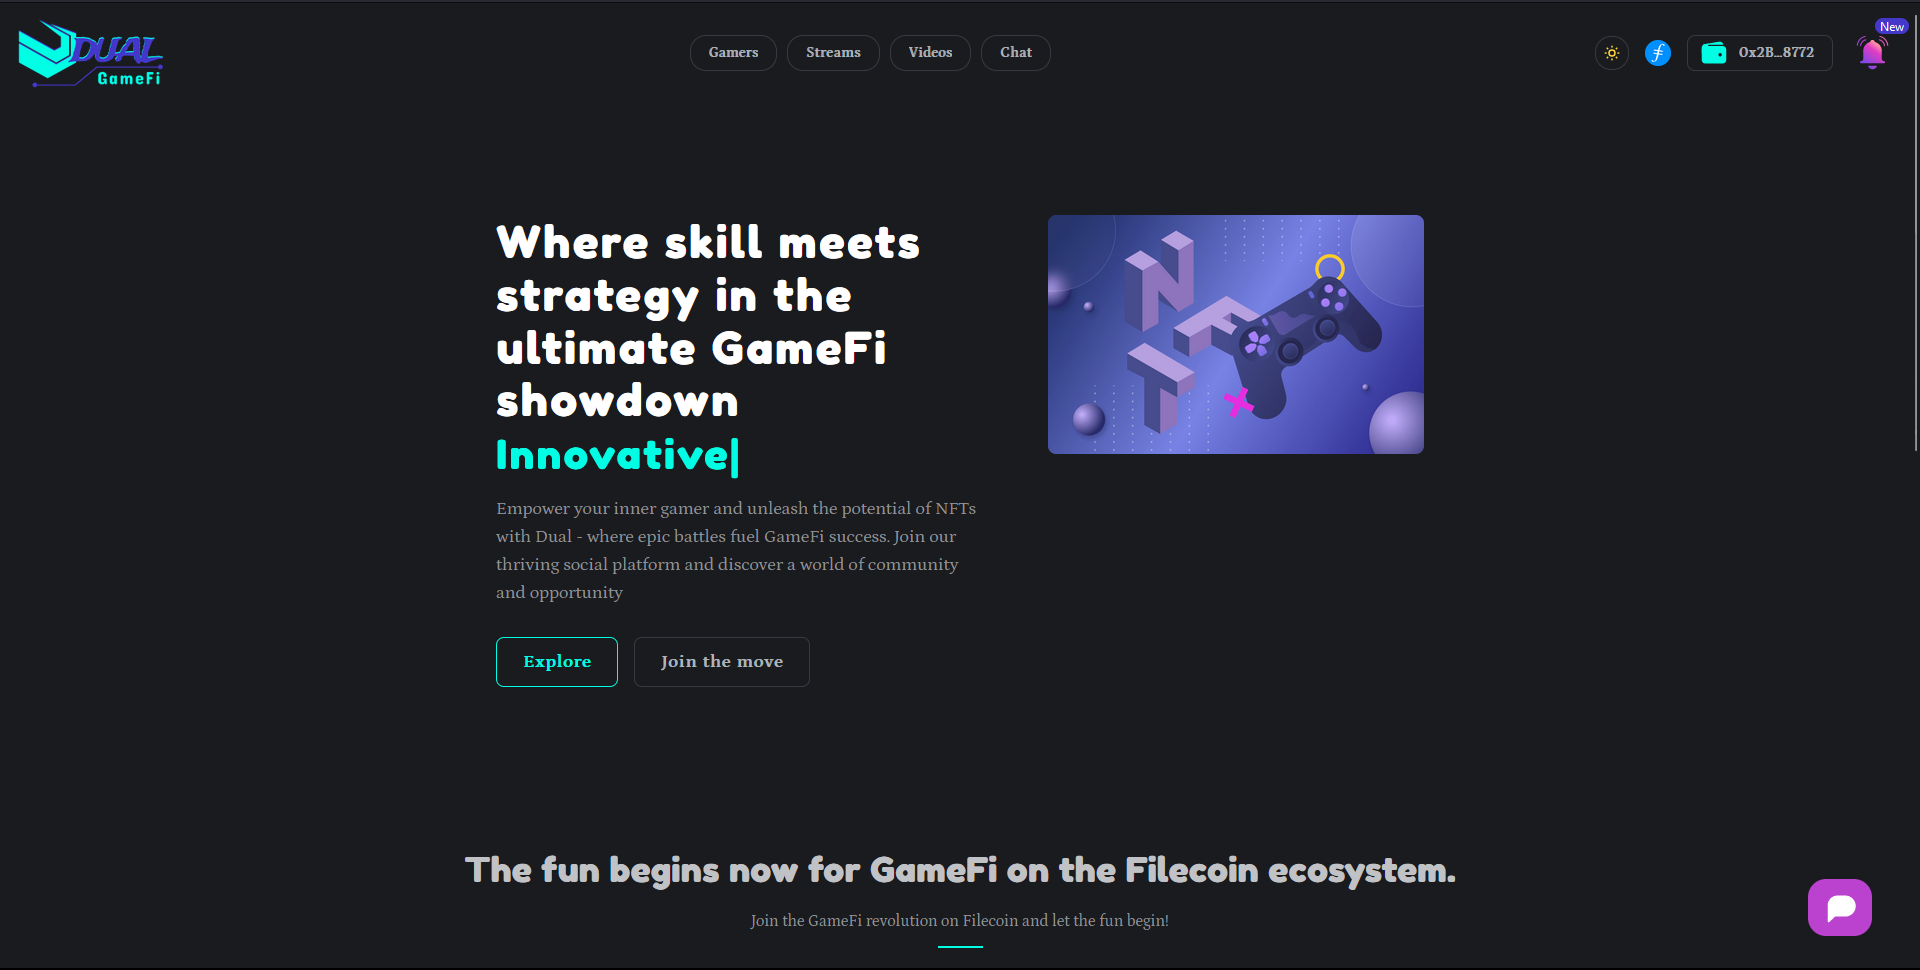 DUAL
GameFi
Gamers
Streams
Videos
Chat
0x2B...8772
New
Where skill meets
strategy in the
ultimate GameFi
showdown
Innovative|
Empower your inner gamer and unleash the potential of NFTs
with Dual - where epic battles fuel GameFi success. Join our
thriving social platform and discover a world of community
and opportunity
Explore
Join the move
NFT
The fun begins now for GameFi on the Filecoin ecosystem.
Join the GameFi revolution on Filecoin and let the fun begin!